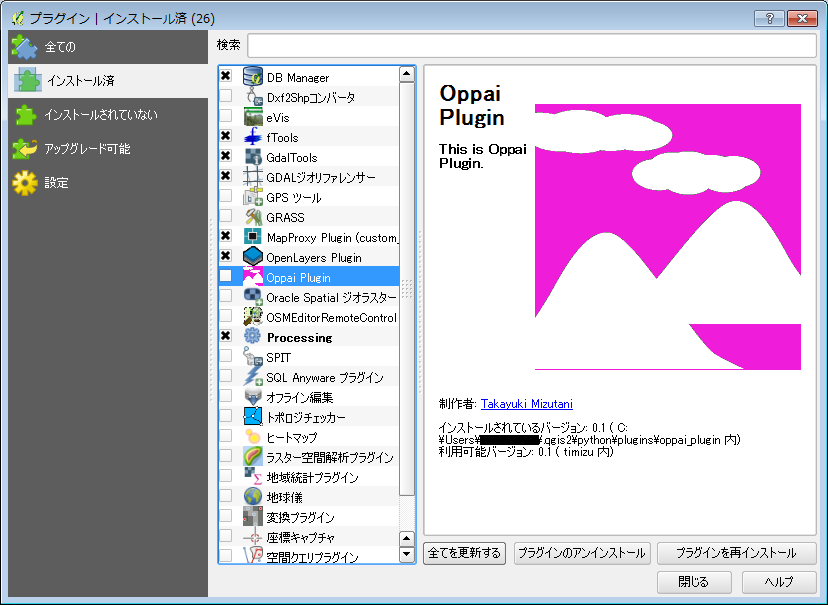 プラグイン | インストール済 (26)
全ての
インストール済
インストールされていない
アップグレード可能
設定
検索
DB Manager
Dxf2Shpコンバータ
eVis
fTools
GdalTools
GDALジオリファレンサー
GPS ツール
GRASS
MapProxy Plugin (custom_
OpenLayers Plugin
Oppai Plugin
Oracle Spatial ジオラスター
OSMEditorRemoteControl
Processing
SPIT
SQL Anyware プラグイン
オフライン編集
トポロジチェッカー
ヒートマップ
ラスター空間解析プラグイン
地域統計プラグイン
地球儀
変換プラグイン
座標キャプチャ
空間クエリプラグイン
Oppai
Plugin
This is Oppai
Plugin.
制作者: Takayuki Mizutani
インストールされているバージョン: 0.1 ( C:
¥Users¥ ¥.qgis2¥python¥plugins¥oppai_plugin 内)
利用可能バージョン: 0.1 ( timizu 内)
全てを更新する
プラグインのアンインストール
プラグインを再インストール
閉じる
ヘルプ